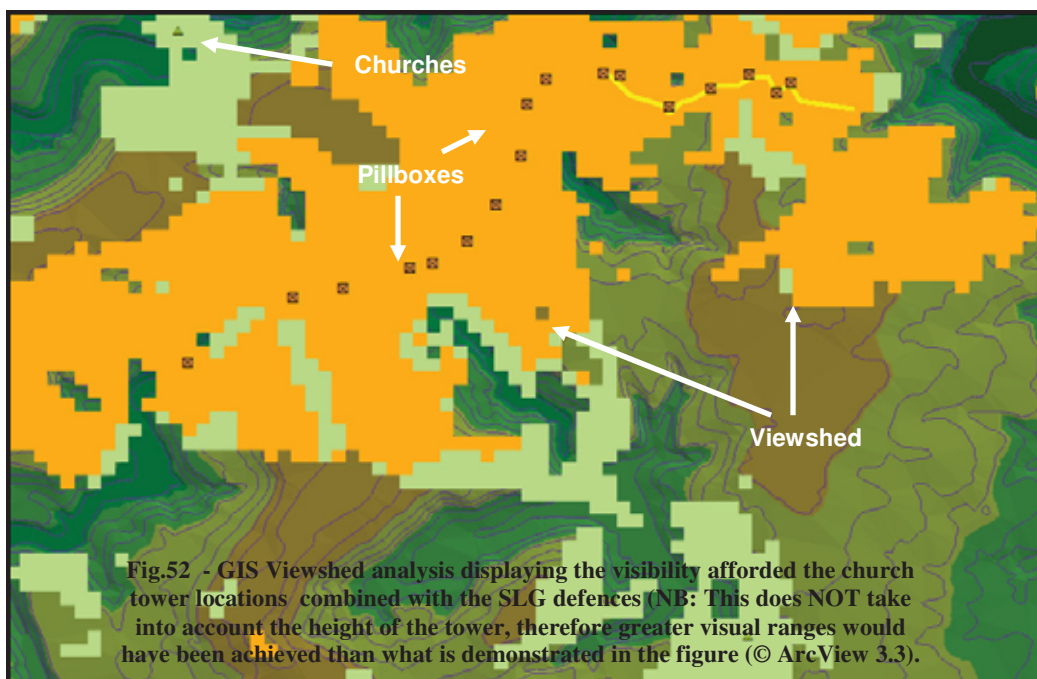 Churches
Pillboxes
Viewshed
Fig.52 - GIS Viewshed analysis displaying the visibility afforded the church
tower locations combined with the SLG defences (NB: This does NOT take
into account the height of the tower, therefore greater visual ranges would
have been achieved than what is demonstrated in the figure (© ArcView 3.3).